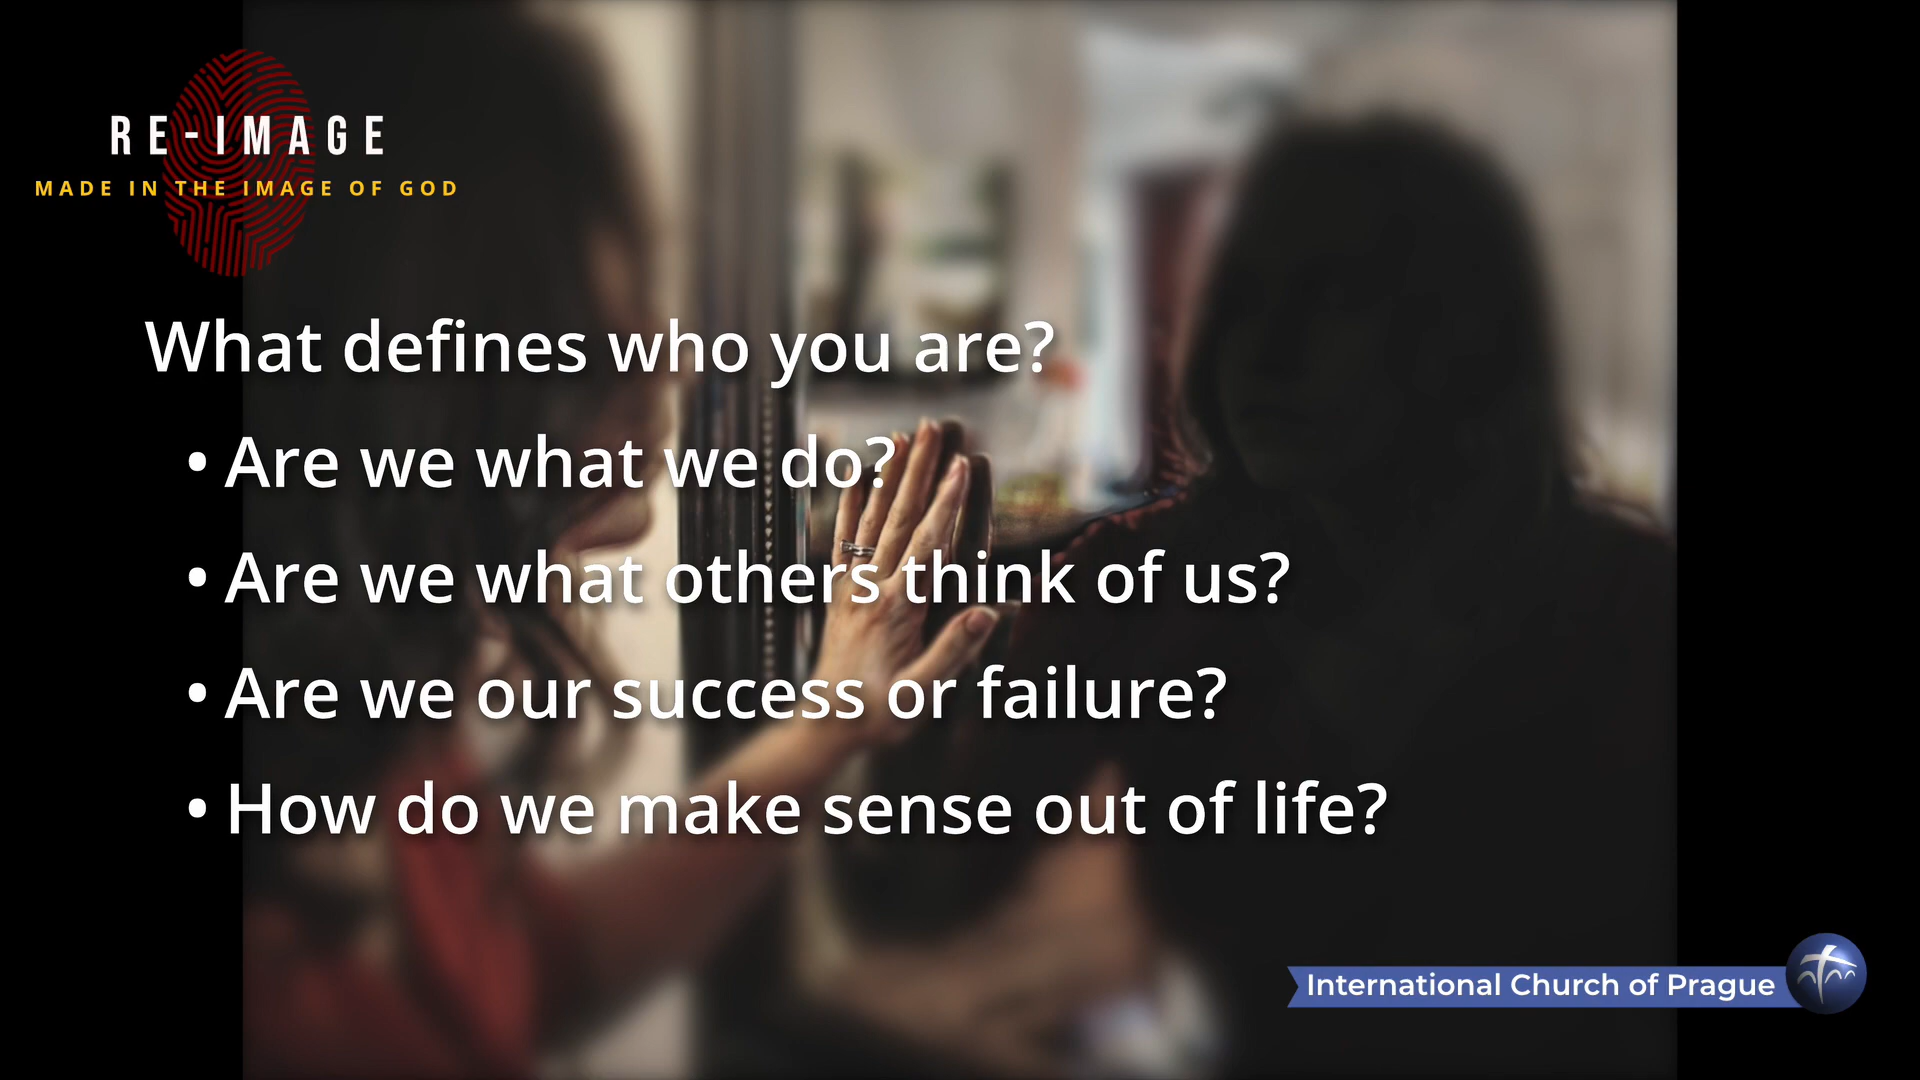 RE-IMAGE
MADE IN THE IMAGE OF GOD
What defines who you are?
• Are we what we do?
• Are we what others think of us?
• Are we our success or failure?
• How do we make sense out of life?
International Church of Prague